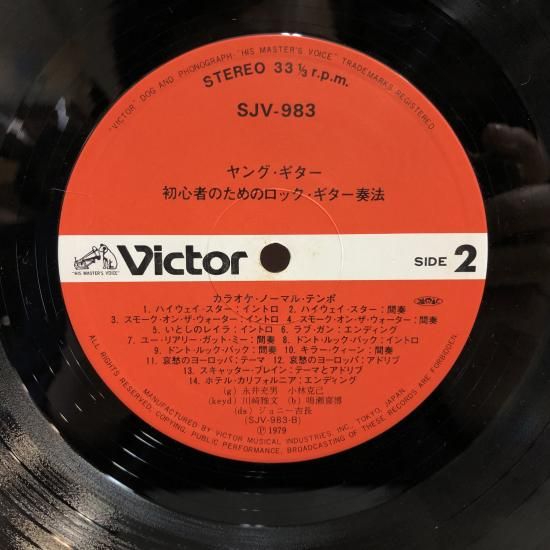 "VICTOR" DOG AND PHONOGRAPH·"HIS MASTER'S VOICE" TRADEMARKS REGISTERED.
STEREO 33 1/3 r.p.m.
SJV-983
ヤング・ギター
初心者のためのロック・ギター奏法
"HIS MASTER'S VOICE"
Victor
SIDE 2
カラオケ・ノーマル・テンポ
1. ハイウェイ・スター:イントロ 2. ハイウェイ・スター:間奏
3. スモーク・オン・ザ・ウォーター:イントロ 4. スモーク・オン・ザ・ウォーター:間奏
5. いとしのレイラ:イントロ 6. ラブ・ガン:エンディング
7. ユー・リアリー・ガット・ミー:間奏 8. ドント・ルック・バック:イントロ
9. ドント・ルック・バック:間奏 10. キラー・クィーン:間奏
11. 哀愁のヨーロッパ:テーマ 12. 哀愁のヨーロッパ:アドリブ
13. スキャッター・ブレイン:テーマとアドリブ
14. ホテル・カリフォルニア:エンディング
(g) 永井充男 小林克己
(keyd) 川崎雅文 (b) 鳴瀬喜博
(ds) ジョニー吉長
(SJV-983-B)
Ⓟ1979
ALL RIGHTS RESERVED, COPYING, PUBLIC PERFORMANCE, BROADCASTING OF THESE RECORDS ARE FORBIDDEN.
MANUFACTURED BY VICTOR MUSICAL INDUSTRIES, INC., TOKYO, JAPAN